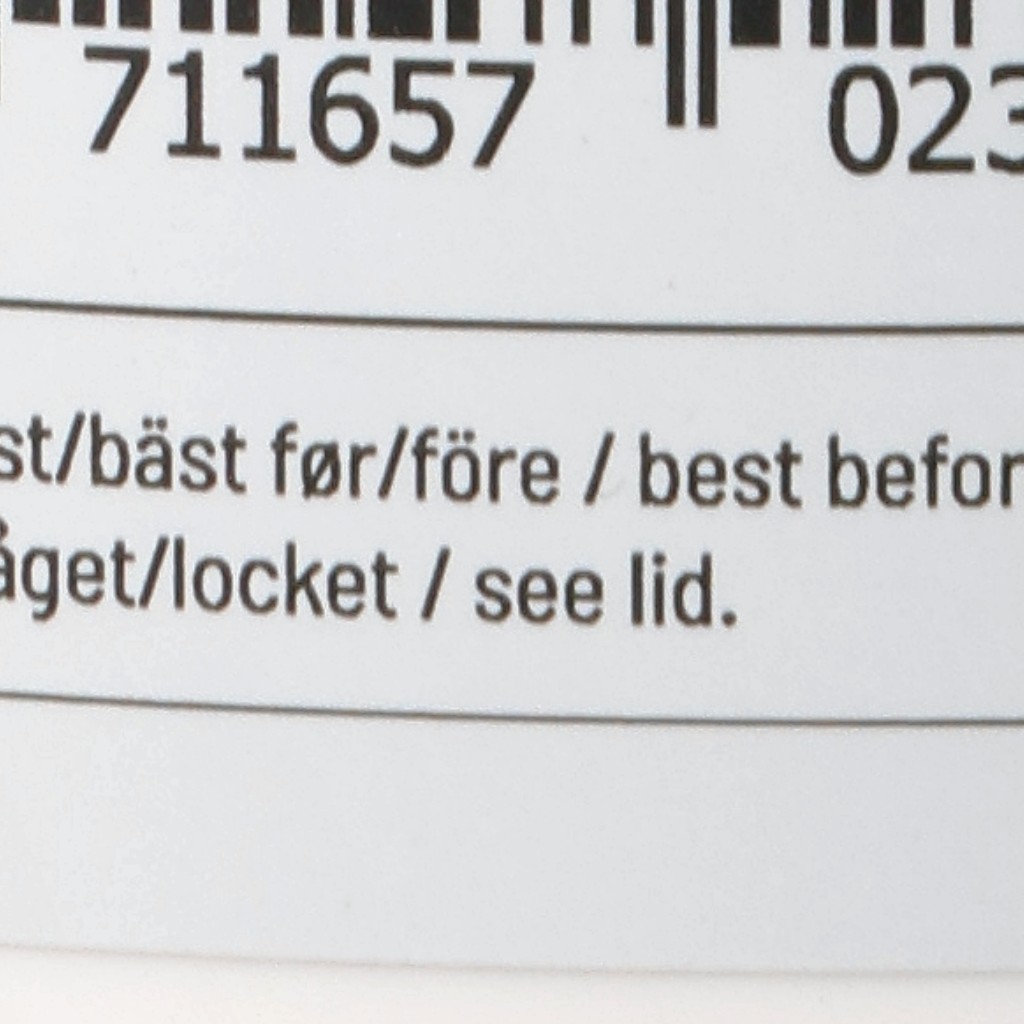 711657 023
st/bäst før/före / best befor
åget/locket / see lid.